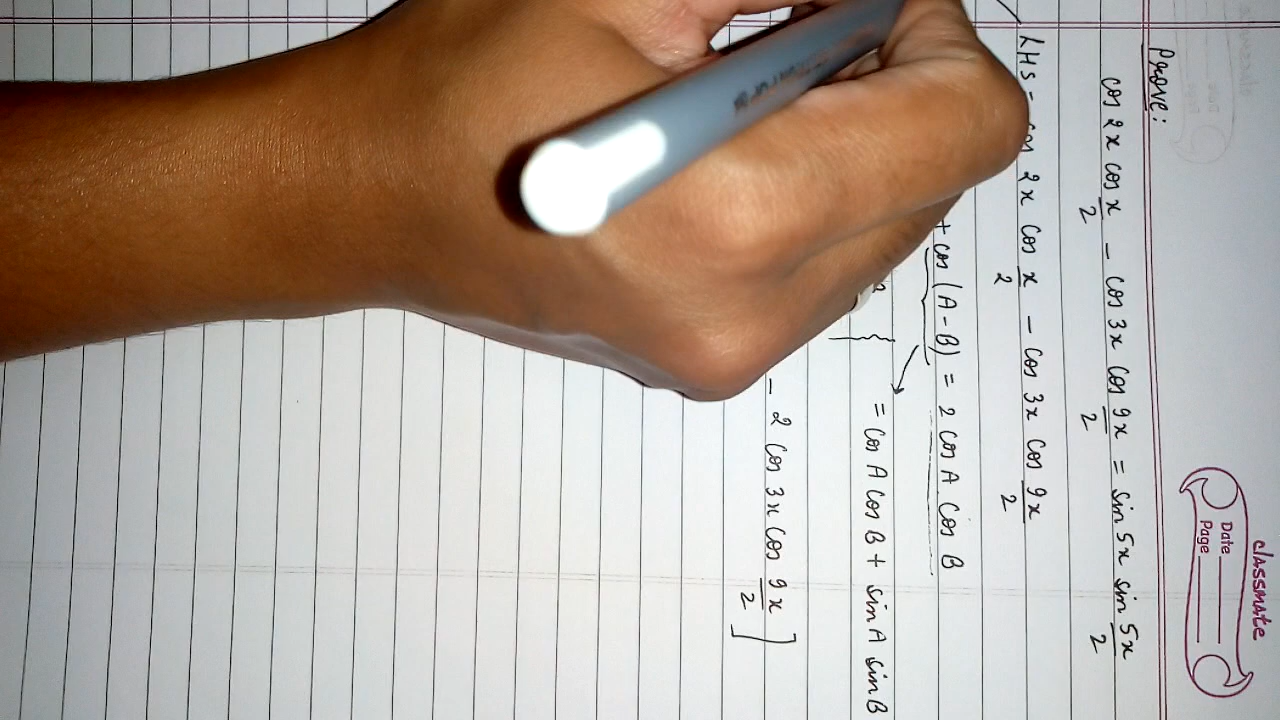 classmate
Date
Page
Prove:
cos 2x cos x/2 - cos 3x cos 9x/2 = sin 5x sin 5x/2
LHS - cos 2x cos x/2 - cos 3x cos 9x/2
+ cos (A-B) = 2 cos A cos B
= cos A cos B + sin A sin B
- 2 cos 3x cos 9x/2 ]